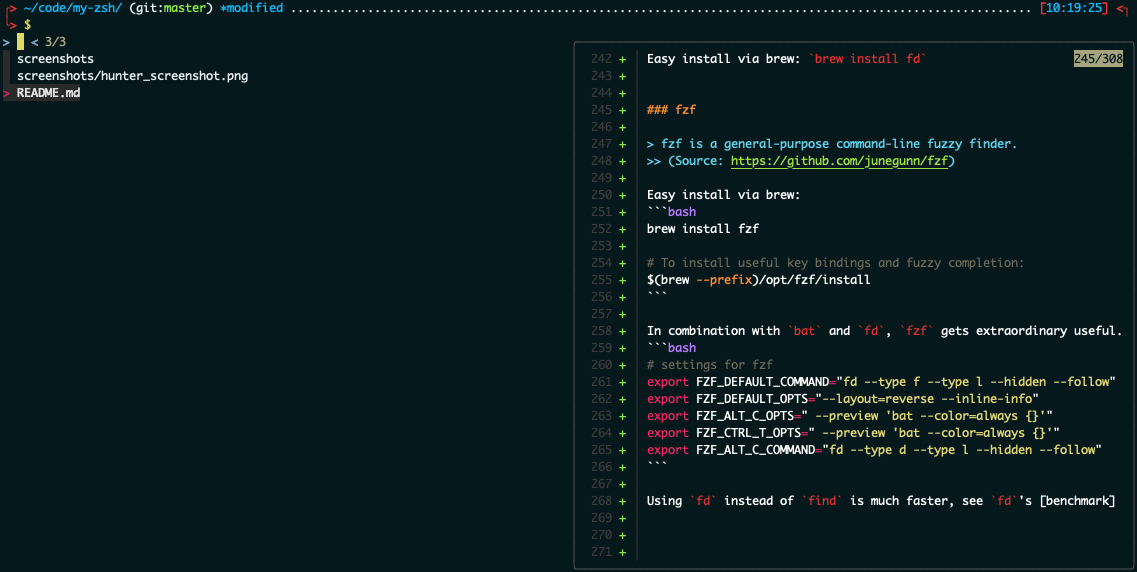 > ~/code/my-zsh/ (git:master) *modified .......................................................................................................... [10:19:25] <
> $
> < 3/3
screenshots
screenshots/hunter_screenshot.png
> README.md
245/308
242 + Easy install via brew: `brew install fd`
243 +
244 +
245 + ### fzf
246 +
247 + > fzf is a general-purpose command-line fuzzy finder.
248 + >> (Source: https://github.com/junegunn/fzf)
249 +
250 + Easy install via brew:
251 + ```bash
252 + brew install fzf
253 +
254 + # To install useful key bindings and fuzzy completion:
255 + $(brew --prefix)/opt/fzf/install
256 + ```
257 +
258 + In combination with `bat` and `fd`, `fzf` gets extraordinary useful.
259 + ```bash
260 + # settings for fzf
261 + export FZF_DEFAULT_COMMAND="fd --type f --type l --hidden --follow"
262 + export FZF_DEFAULT_OPTS="--layout=reverse --inline-info"
263 + export FZF_ALT_C_OPTS=" --preview 'bat --color=always {}'"
264 + export FZF_CTRL_T_OPTS=" --preview 'bat --color=always {}'"
265 + export FZF_ALT_C_COMMAND="fd --type d --type l --hidden --follow"
266 + ```
267 +
268 + Using `fd` instead of `find` is much faster, see `fd`'s [benchmark]
269 +
270 +
271 +